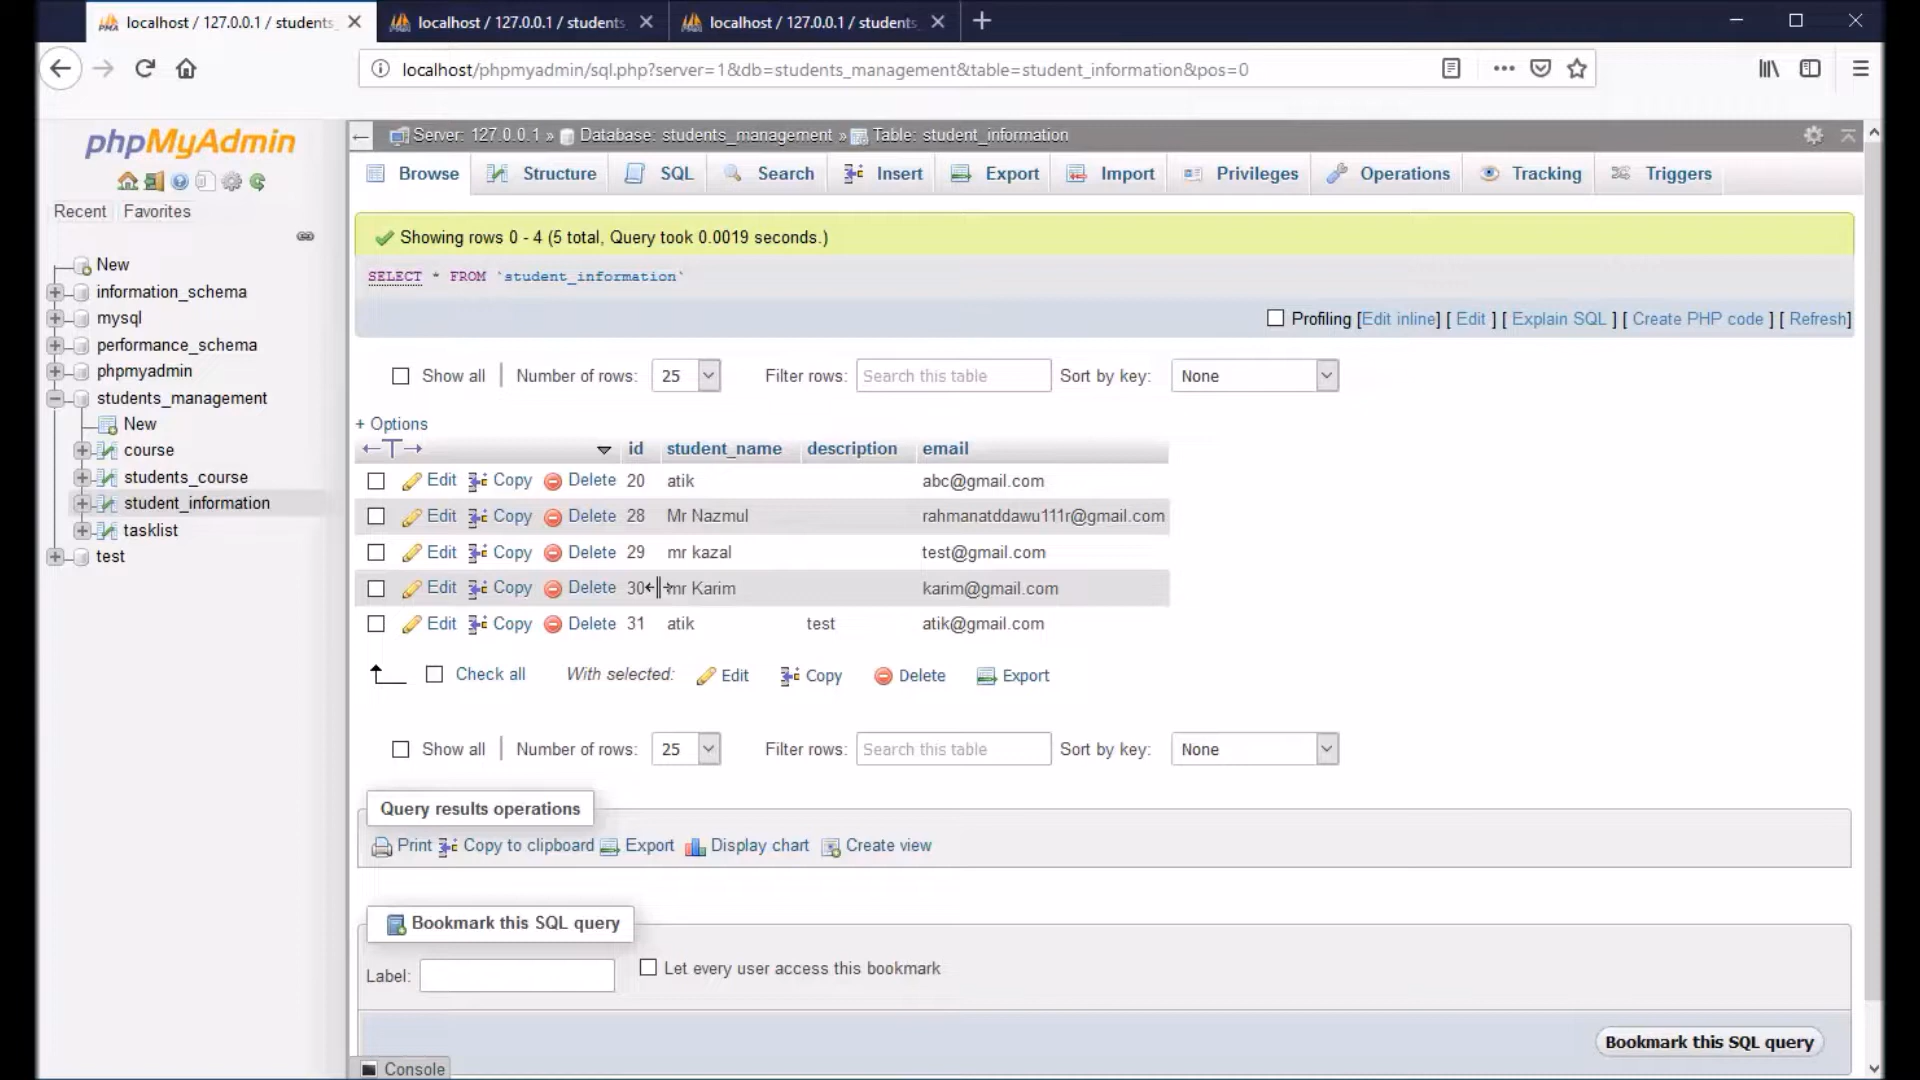 localhost / 127.0.0.1 / students_
localhost / 127.0.0.1 / students_
localhost / 127.0.0.1 / students_
localhost/phpmyadmin/sql.php?server=1&db=students_management&table=student_information&pos=0
phpMyAdmin
Recent Favorites
New
information_schema
mysql
performance_schema
phpmyadmin
students_management
New
course
students_course
student_information
tasklist
test
Server: 127.0.0.1 » Database: students_management » Table: student_information
Browse Structure SQL Search Insert Export Import Privileges Operations Tracking Triggers
Showing rows 0 - 4 (5 total, Query took 0.0019 seconds.)
SELECT * FROM `student_information`
Profiling [Edit inline] [ Edit ] [ Explain SQL ] [ Create PHP code ] [ Refresh]
Show all | Number of rows: 25 Filter rows: Search this table Sort by key: None
+ Options
←T→ id student_name description email
Edit Copy Delete 20 atik abc@gmail.com
Edit Copy Delete 28 Mr Nazmul rahmanatddawu111r@gmail.com
Edit Copy Delete 29 mr kazal test@gmail.com
Edit Copy Delete 30 mr Karim karim@gmail.com
Edit Copy Delete 31 atik test atik@gmail.com
Check all With selected: Edit Copy Delete Export
Show all | Number of rows: 25 Filter rows: Search this table Sort by key: None
Query results operations
Print Copy to clipboard Export Display chart Create view
Bookmark this SQL query
Label: Let every user access this bookmark
Bookmark this SQL query
Console